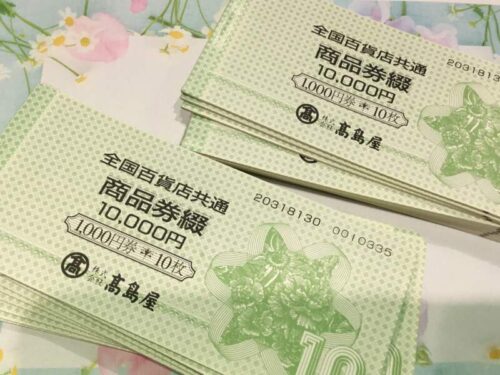 全国百貨店共通
商品券綴
10,000円
1,000円券＊10枚
髙 株式会社 髙島屋
2031813
全国百貨店共通
商品券綴
10,000円
1,000円券＊10枚
髙 株式会社 髙島屋
20318130 0010335
10